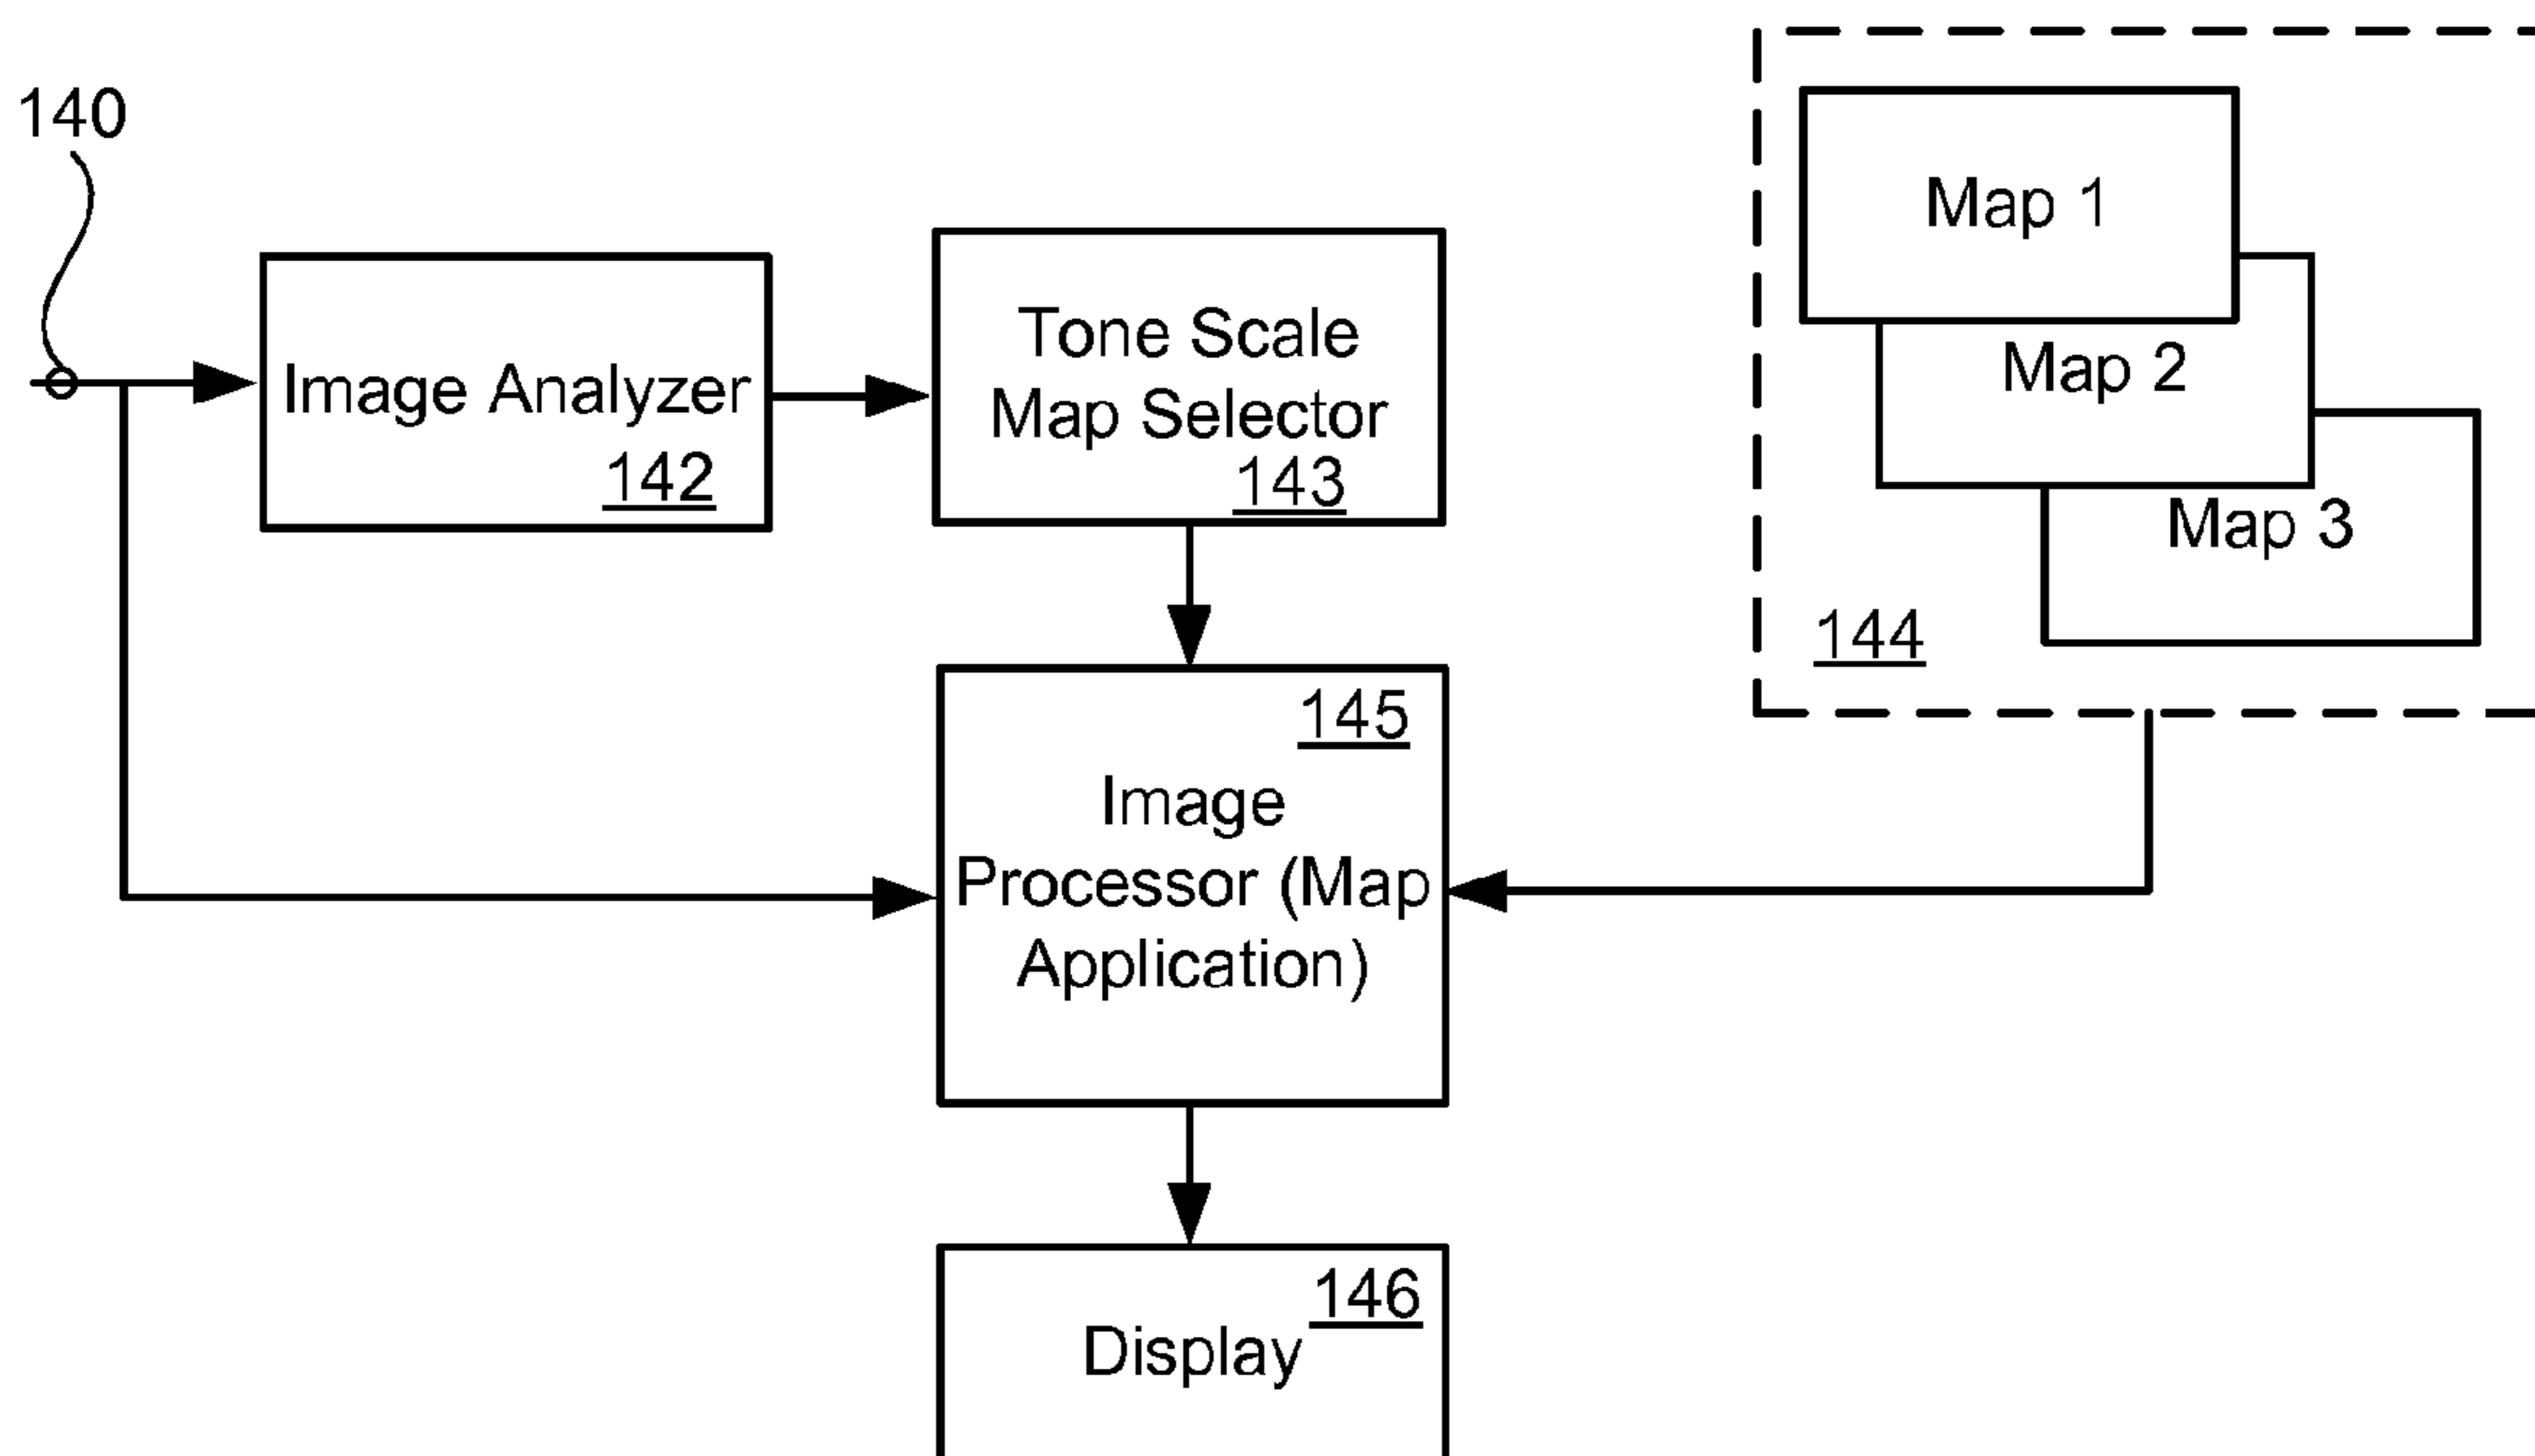 140
Image Analyzer
142
Tone Scale
Map Selector
143
Map 1
Map 2
Map 3
144
145
Image
Processor (Map
Application)
146
Display